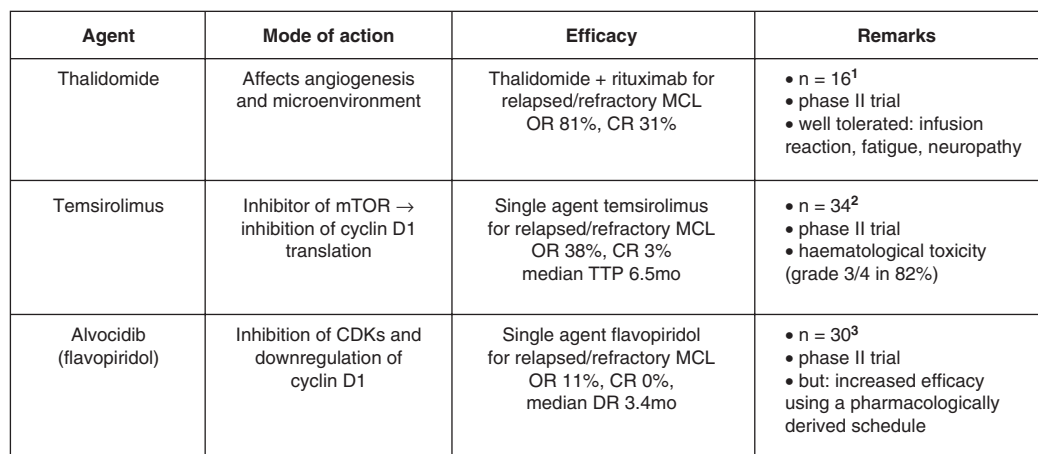 Agent
Mode of action
Efficacy
Remarks
Thalidomide
Affects angiogenesis
and microenvironment
Thalidomide + rituximab for
relapsed/refractory MCL
OR 81%, CR 31%
• n = 16¹
• phase II trial
• well tolerated: infusion
reaction, fatigue, neuropathy
Temsirolimus
Inhibitor of mTOR →
inhibition of cyclin D1
translation
Single agent temsirolimus
for relapsed/refractory MCL
OR 38%, CR 3%
median TTP 6.5mo
• n = 34²
• phase II trial
• haematological toxicity
(grade 3/4 in 82%)
Alvocidib
(flavopiridol)
Inhibition of CDKs and
downregulation of
cyclin D1
Single agent flavopiridol
for relapsed/refractory MCL
OR 11%, CR 0%,
median DR 3.4mo
• n = 30³
• phase II trial
• but: increased efficacy
using a pharmacologically
derived schedule